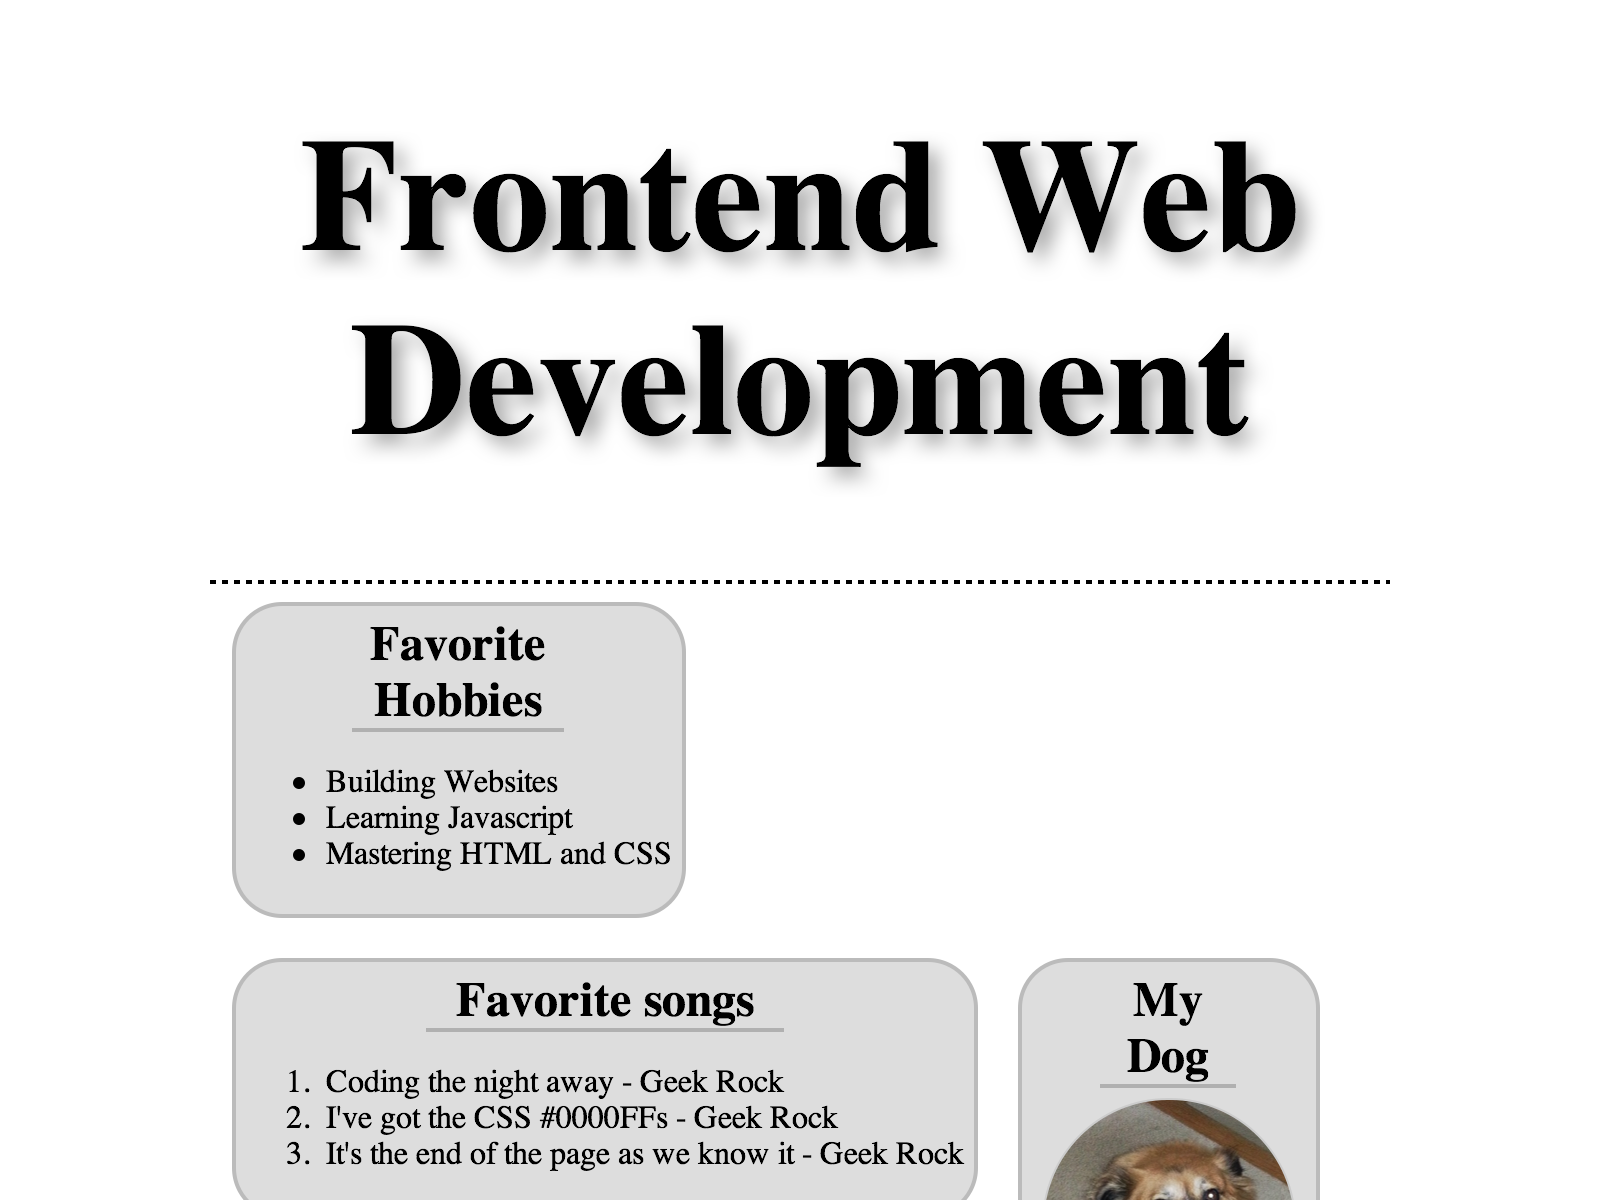 Frontend Web
Development
Favorite
Hobbies
Building Websites
Learning Javascript
Mastering HTML and CSS
Favorite songs
1. Coding the night away - Geek Rock
2. I've got the CSS #0000FFs - Geek Rock
3. It's the end of the page as we know it - Geek Rock
My
Dog